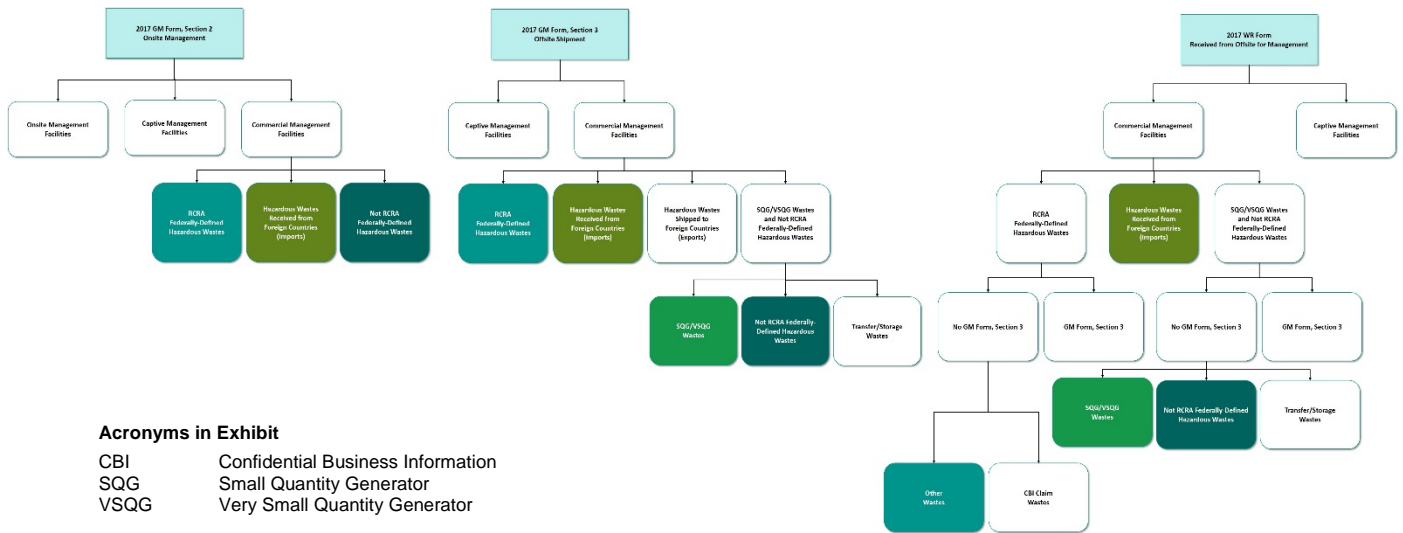 2017 GM Form, Section 2
Onsite Management
2017 GM Form, Section 3
Offsite Shipment
2017 WR Form
Received from Offsite for Management
Onsite Management
Facilities
Captive Management
Facilities
Commercial Management
Facilities
Captive Management
Facilities
Commercial Management
Facilities
Commercial Management
Facilities
Captive Management
Facilities
RCRA
Federally-Defined
Hazardous Wastes
Hazardous Wastes
Received from
Foreign Countries
(Imports)
Not RCRA
Federally-Defined
Hazardous Wastes
RCRA
Federally-Defined
Hazardous Wastes
Hazardous Wastes
Received from
Foreign Countries
(Imports)
Hazardous Wastes
Shipped to
Foreign Countries
(Exports)
SQG/VSQG Wastes
and Not RCRA
Federally-Defined
Hazardous Wastes
RCRA
Federally-Defined
Hazardous Wastes
Hazardous Wastes
Received from
Foreign Countries
(Imports)
SQG/VSQG Wastes
and Not RCRA
Federally-Defined
Hazardous Wastes
SQG/VSQG
Wastes
Not RCRA Federally-
Defined Hazardous
Wastes
Transfer/Storage
Wastes
No GM Form, Section 3
GM Form, Section 3
No GM Form, Section 3
GM Form, Section 3
SQG/VSQG
Wastes
Not RCRA Federally-Defined
Hazardous Wastes
Transfer/Storage
Wastes
Other
Wastes
CBI Claim
Wastes
Acronyms in Exhibit
CBI Confidential Business Information
SQG Small Quantity Generator
VSQG Very Small Quantity Generator